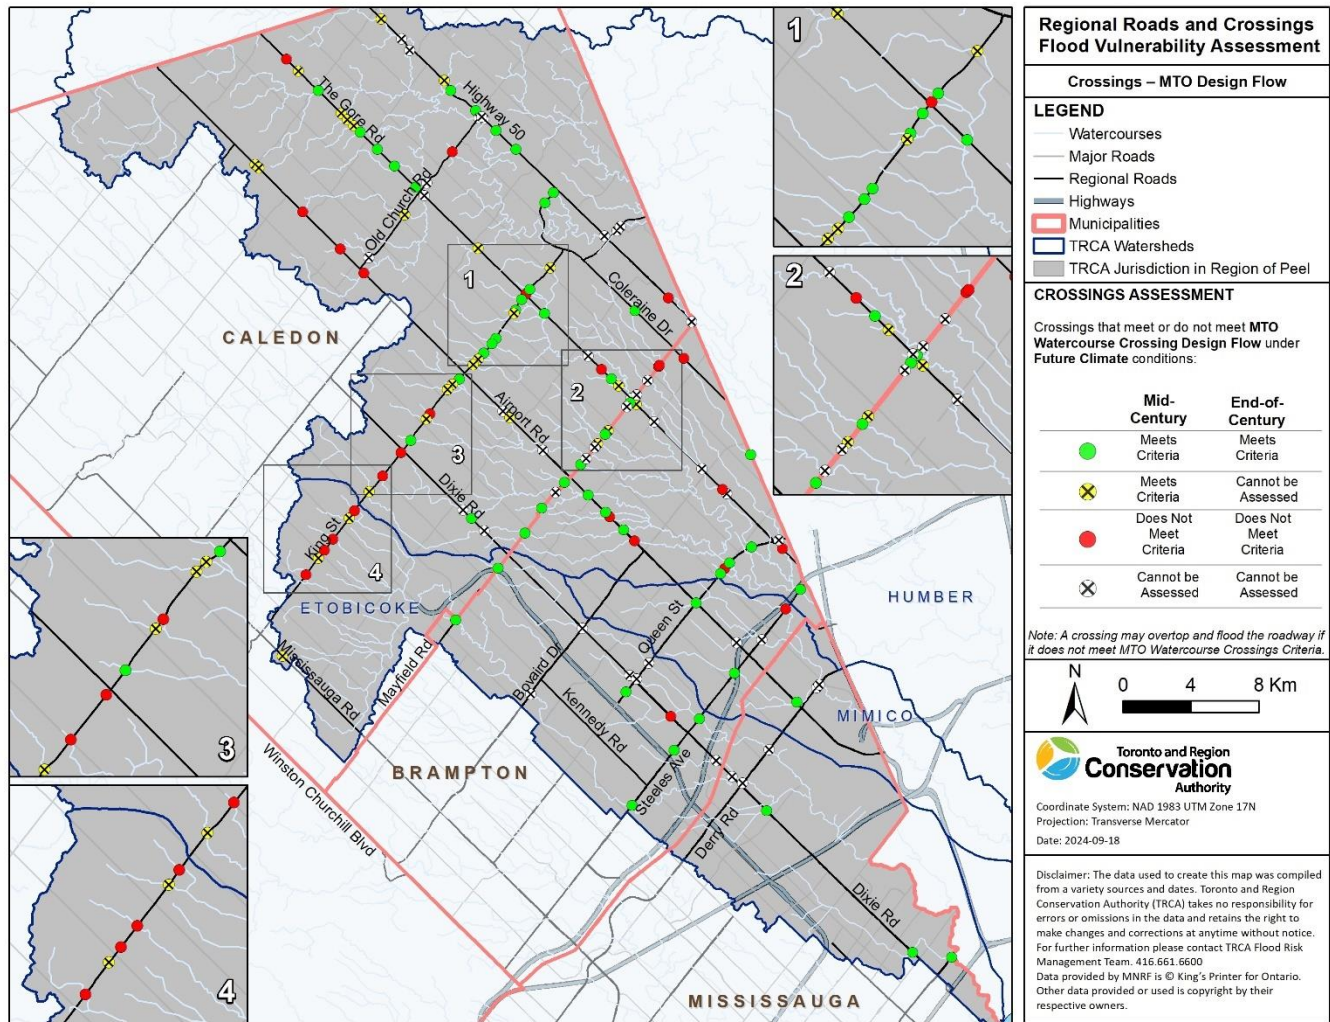 Regional Roads and Crossings
Flood Vulnerability Assessment
Crossings – MTO Design Flow
LEGEND
Watercourses
Major Roads
Regional Roads
Highways
Municipalities
TRCA Watersheds
TRCA Jurisdiction in Region of Peel
CROSSINGS ASSESSMENT
Crossings that meet or do not meet MTO
Watercourse Crossing Design Flow under
Future Climate conditions:
Mid-Century
End-of-Century
Meets Criteria
Meets Criteria
Meets Criteria
Cannot be Assessed
Does Not Meet Criteria
Does Not Meet Criteria
Cannot be Assessed
Cannot be Assessed
Note: A crossing may overtop and flood the roadway if
it does not meet MTO Watercourse Crossings Criteria.
N
0 4 8 Km
Toronto and Region
Conservation
Authority
Coordinate System: NAD 1983 UTM Zone 17N
Projection: Transverse Mercator
Date: 2024-09-18
Disclaimer: The data used to create this map was compiled
from a variety sources and dates. Toronto and Region
Conservation Authority (TRCA) takes no responsibility for
errors or omissions in the data and retains the right to
make changes and corrections at anytime without notice.
For further information please contact TRCA Flood Risk
Management Team. 416.661.6600
Data provided by MNRF is © King's Printer for Ontario.
Other data provided or used is copyright by their
respective owners.
The Gore Rd
Highway 50
Old Church Rd
1
Coleraine Dr
CALEDON
2
Airport Rd
3
Dixie Rd
King St
4
ETOBICOKE
HUMBER
Queen St
Mississauga Rd
Mayfield Rd
Bovaird Dr
Kennedy Rd
MIMICO
BRAMPTON
Winston Churchill Blvd
Steeles Ave
Derry Rd
Dixie Rd
MISSISSAUGA
1
2
3
4